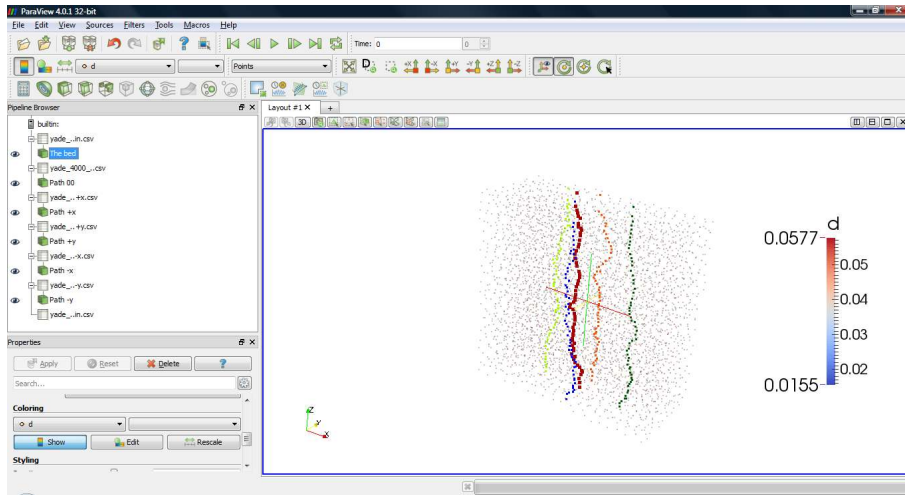 ParaView 4.0.1 32-bit
File Edit View Sources Filters Tools Macros Help
Time: 0 0
d Points
Pipeline Browser
Layout #1 X +
3D
builtin:
yade_..in.csv
The bed
yade_4000_..csv
Path 00
yade_.. +x.csv
Path +x
yade_.. +y.csv
Path +y
yade_..-x.csv
Path -x
yade_..-y.csv
Path -y
yade_..in.csv
d
0.0577
0.05
0.04
0.03
0.02
0.0155
Z
Y
X
Properties
Apply Reset Delete ?
Search...
Coloring
d
Show Edit Rescale
Styling